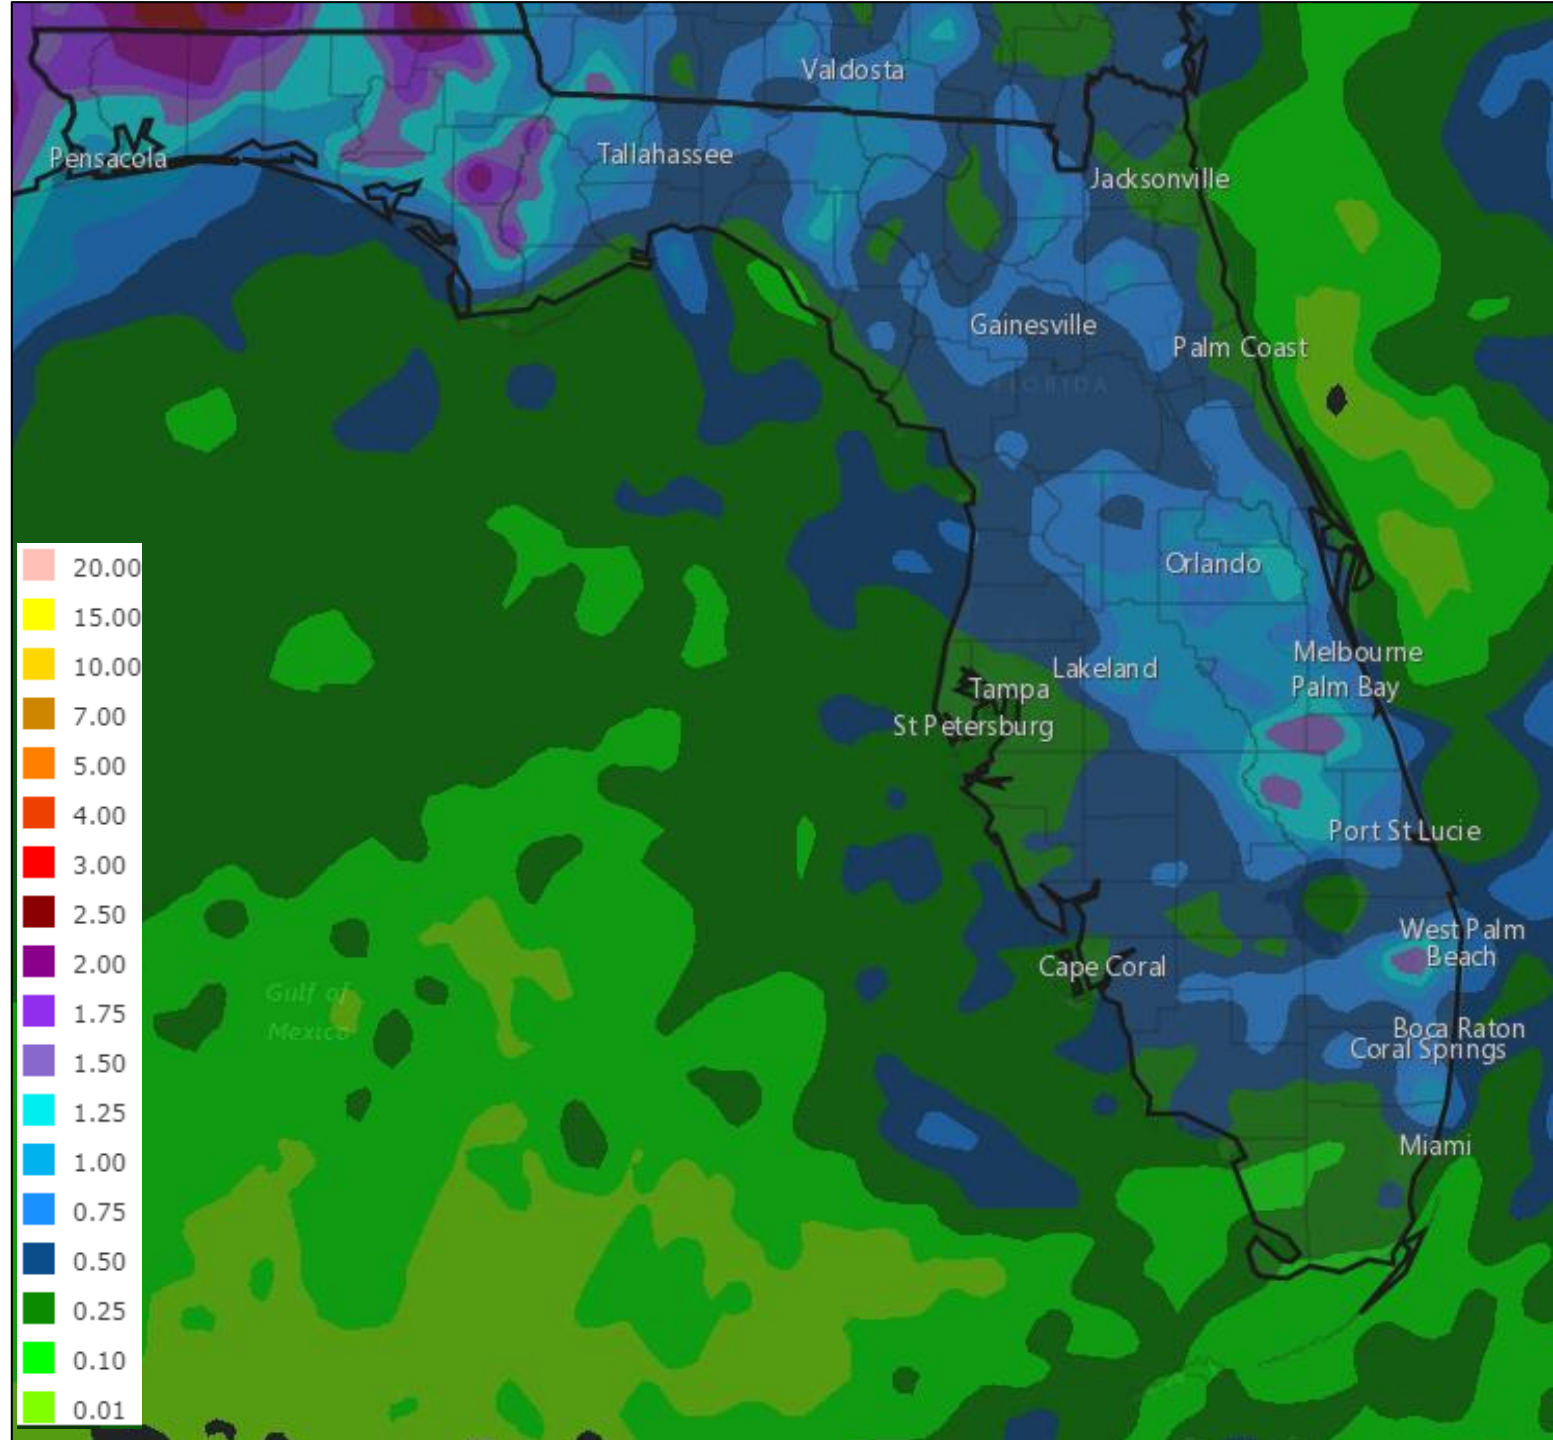 Valdosta
Pensacola
Tallahassee
Jacksonville
Gainesville
Palm Coast
FLORIDA
Orlando
Melbourne
Lakeland
Palm Bay
Tampa
St Petersburg
Port St Lucie
West Palm
Beach
Cape Coral
Gulf of
Mexico
Boca Raton
Coral Springs
Miami
20.00
15.00
10.00
7.00
5.00
4.00
3.00
2.50
2.00
1.75
1.50
1.25
1.00
0.75
0.50
0.25
0.10
0.01